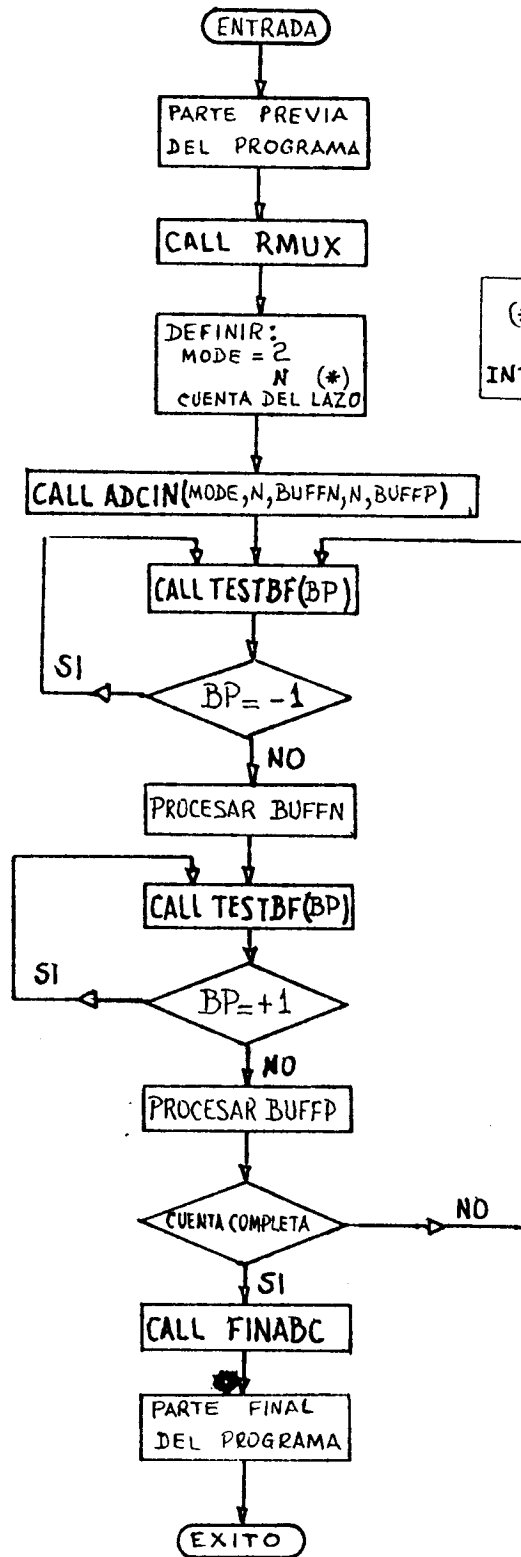 ENTRADA
PARTE PREVIA
DEL PROGRAMA
CALL RMUX
DEFINIR:
MODE = 2
N (*)
CUENTA DEL LAZO
CALL ADCIN(MODE,N,BUFFN,N,BUFFP)
CALL TESTBF(BP)
SI
BP= -1
NO
PROCESAR BUFFN
CALL TESTBF(BP)
SI
BP=+1
NO
PROCESAR BUFFP
CUENTA COMPLETA
NO
SI
CALL FINABC
PARTE FINAL
DEL PROGRAMA
EXITO